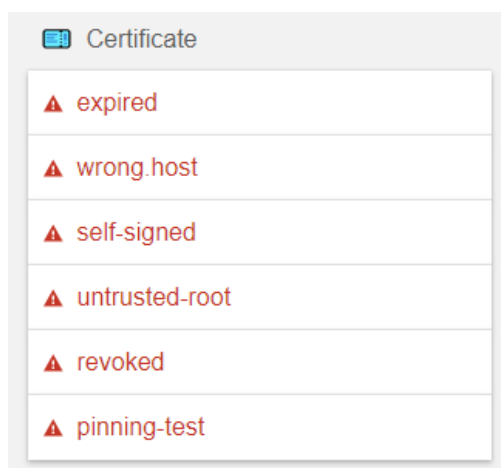 Certificate
expired
wrong.host
self-signed
untrusted-root
revoked
pinning-test